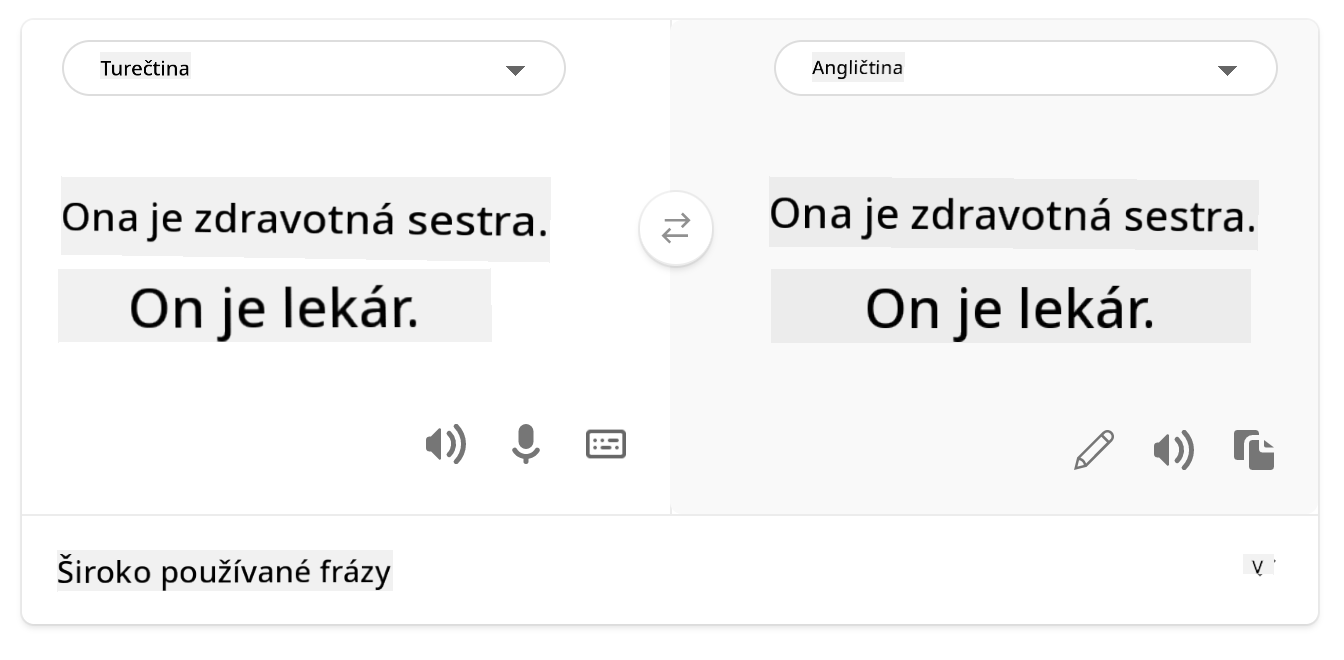 Turečtina
Angličtina
Ona je zdravotná sestra.
On je lekár.
Ona je zdravotná sestra.
On je lekár.
Široko používané frázy